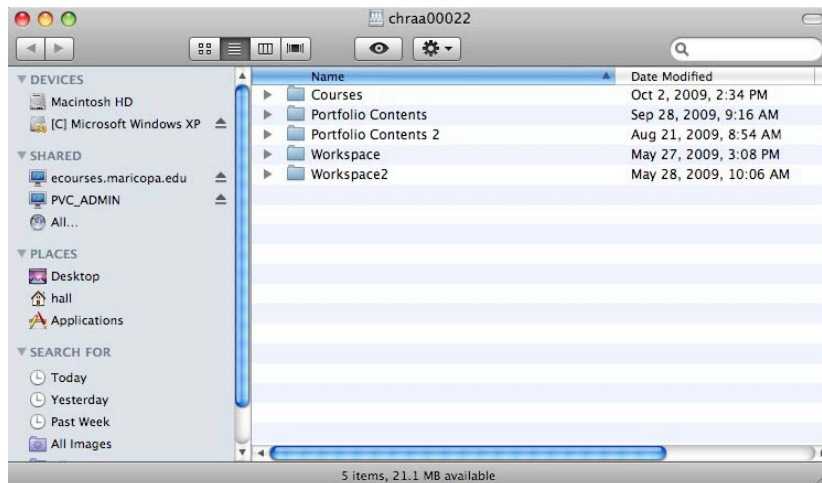 chraa00022
DEVICES
Macintosh HD
[C] Microsoft Windows XP
SHARED
ecourses.maricopa.edu
PVC_ADMIN
All...
PLACES
Desktop
hall
Applications
SEARCH FOR
Today
Yesterday
Past Week
All Images
Name Date Modified
Courses Oct 2, 2009, 2:34 PM
Portfolio Contents Sep 28, 2009, 9:16 AM
Portfolio Contents 2 Aug 21, 2009, 8:54 AM
Workspace May 27, 2009, 3:08 PM
Workspace2 May 28, 2009, 10:06 AM
5 items, 21.1 MB available